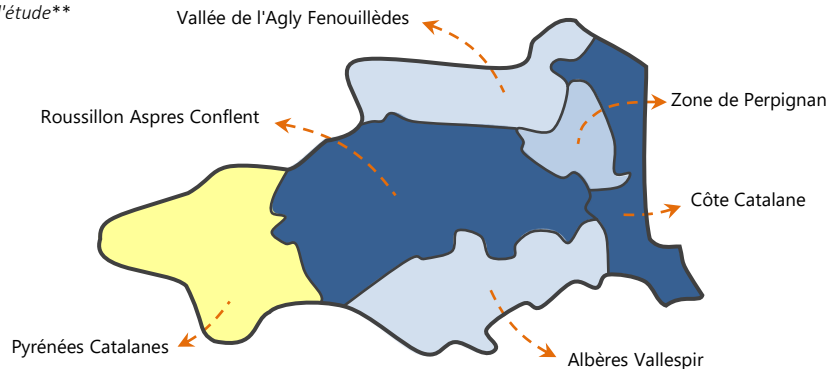 l'étude**
Vallée de l'Agly Fenouillèdes
Zone de Perpignan
Roussillon Aspres Conflent
Côte Catalane
Pyrénées Catalanes
Albères Vallespir